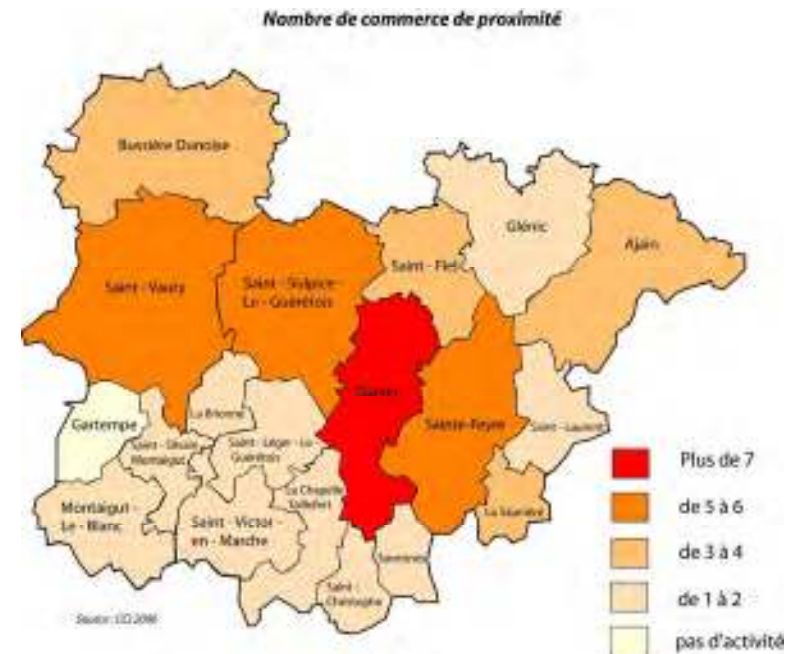 Nombre de commerce de proximité
Bussière Dunoise
Glénic
Ajain
Saint - Fiel
Saint - Vaury
Saint - Sulpice -
Le - Guérétois
Guéret
La Brionne
Gartempe
Sainte-Feyre
Saint - Laurent
Saint - Silvain
Montaigut
Saint - Léger - Le
Guérétois
Plus de 7
La Chapelle
Taillefert
de 5 à 6
Montaigut -
Le - Blanc
La Saunière
Saint - Victor -
en - Marche
de 3 à 4
Savennes
Saint -
Christophe
de 1 à 2
Source: CCI 2006
pas d'activité